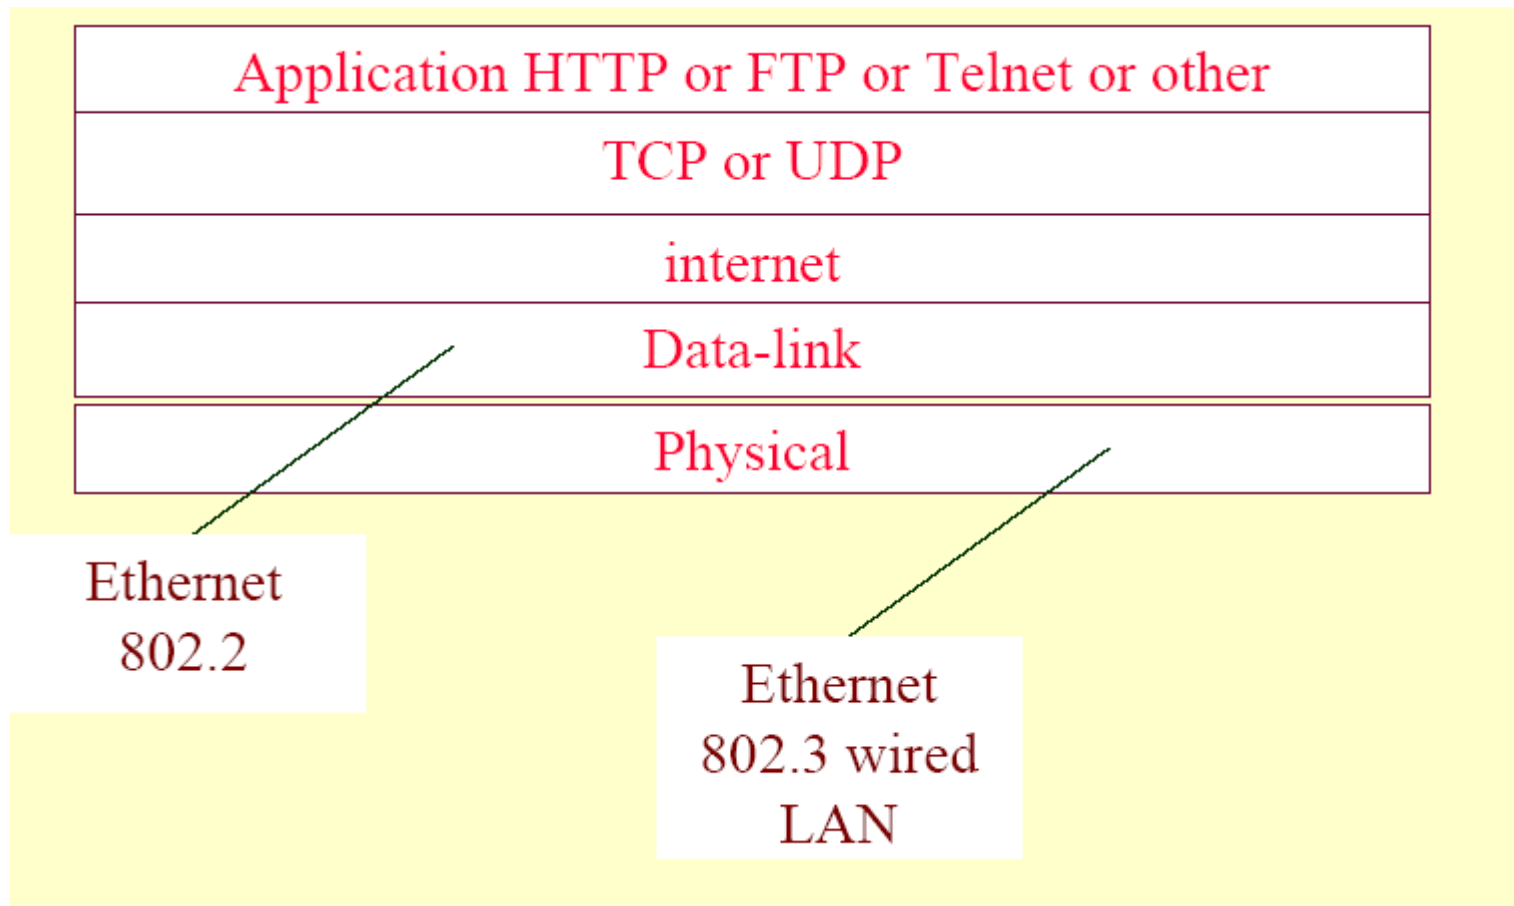 Application HTTP or FTP or Telnet or other
TCP or UDP
internet
Data-link
Physical
Ethernet
802.2
Ethernet
802.3 wired
LAN